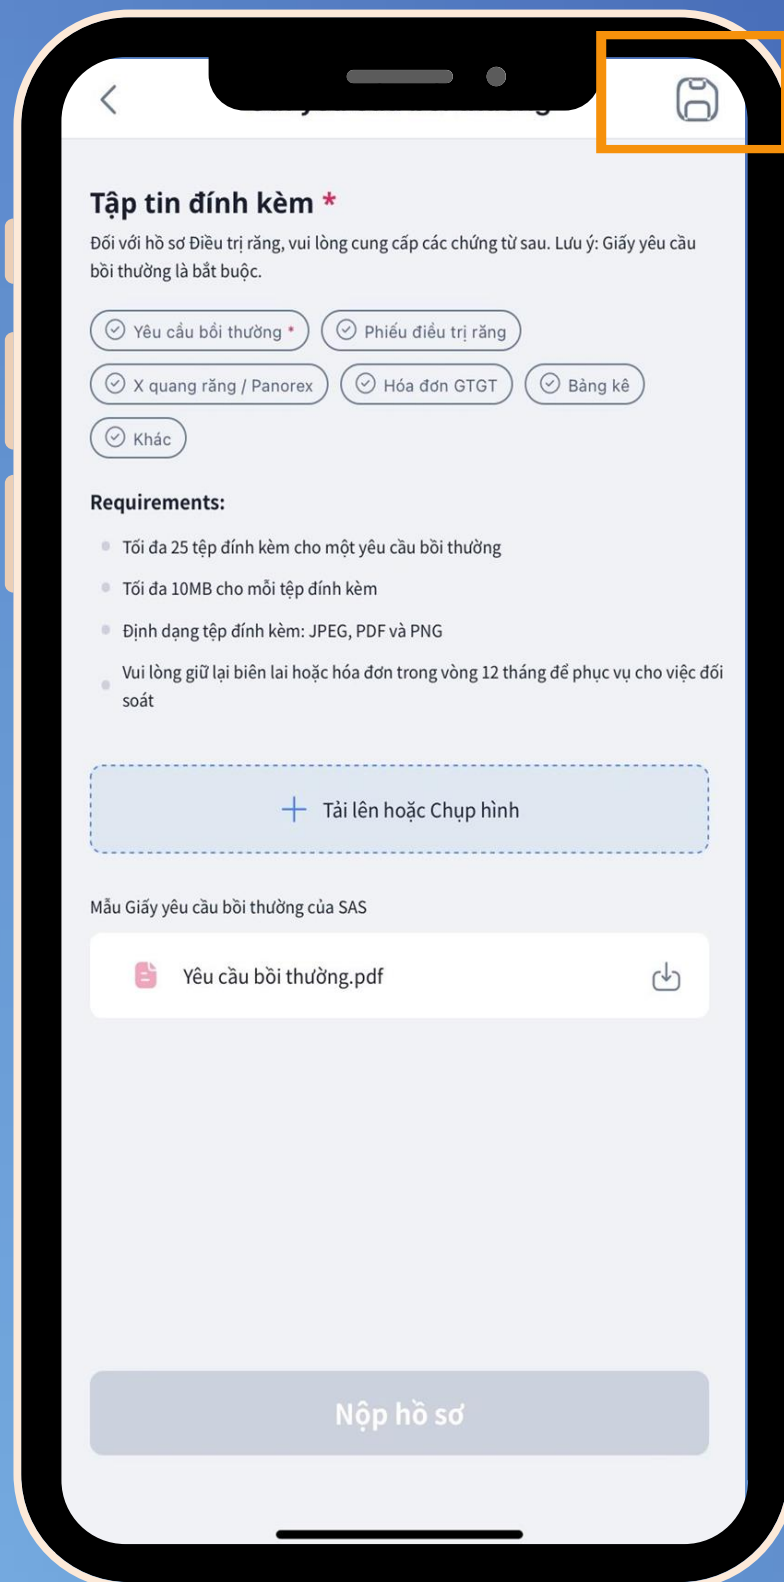 Tập tin đính kèm *
Đối với hồ sơ Điều trị răng, vui lòng cung cấp các chứng từ sau. Lưu ý: Giấy yêu cầu
bồi thường là bắt buộc.
Yêu cầu bồi thường * Phiếu điều trị răng
X quang răng / Panorex Hóa đơn GTGT Bảng kê
Khác
Requirements:
Tối đa 25 tệp đính kèm cho một yêu cầu bồi thường
Tối đa 10MB cho mỗi tệp đính kèm
Định dạng tệp đính kèm: JPEG, PDF và PNG
Vui lòng giữ lại biên lai hoặc hóa đơn trong vòng 12 tháng để phục vụ cho việc đối
soát
Tải lên hoặc Chụp hình
Mẫu Giấy yêu cầu bồi thường của SAS
Yêu cầu bồi thường.pdf
Nộp hồ sơ